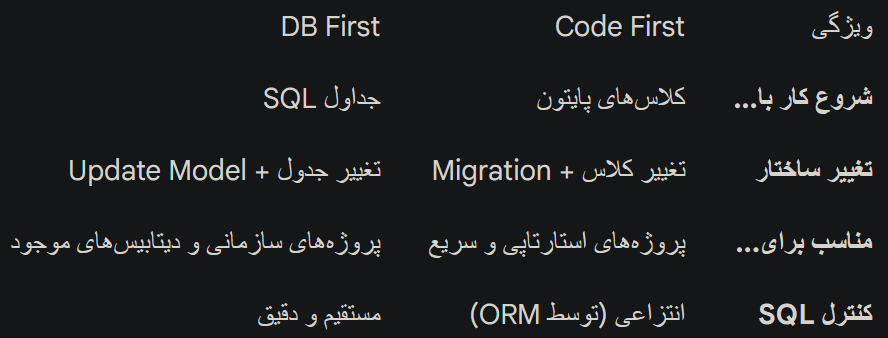 ویژگی Code First DB First
شروع کار با... کلاس‌های پایتون جداول SQL
تغییر ساختار تغییر کلاس + Migration تغییر جدول + Update Model
مناسب برای... پروژه‌های استارتاپی و سریع پروژه‌های سازمانی و دیتابیس‌های موجود
کنترل SQL انتزاعی (توسط ORM) مستقیم و دقیق